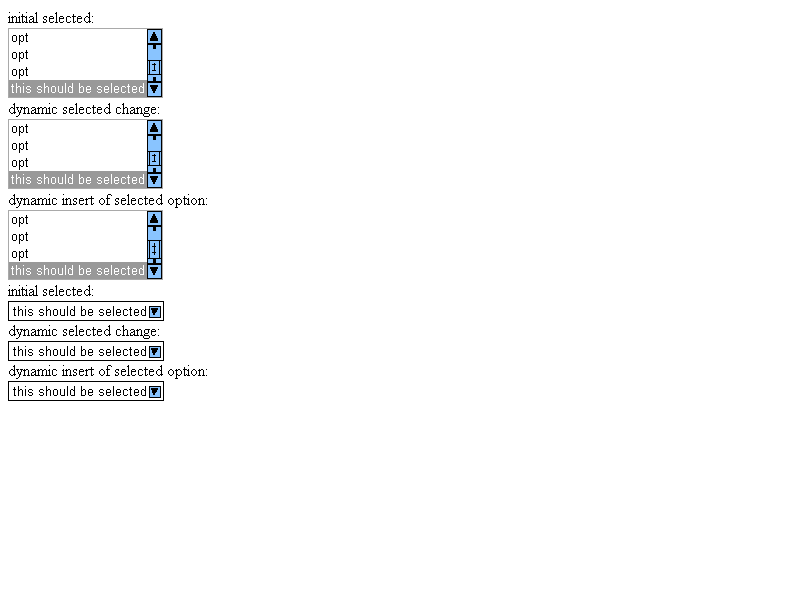 initial selected:
opt
opt
opt
this should be selected
dynamic selected change:
opt
opt
opt
this should be selected
dynamic insert of selected option:
opt
opt
opt
this should be selected
initial selected:
this should be selected
dynamic selected change:
this should be selected
dynamic insert of selected option:
this should be selected